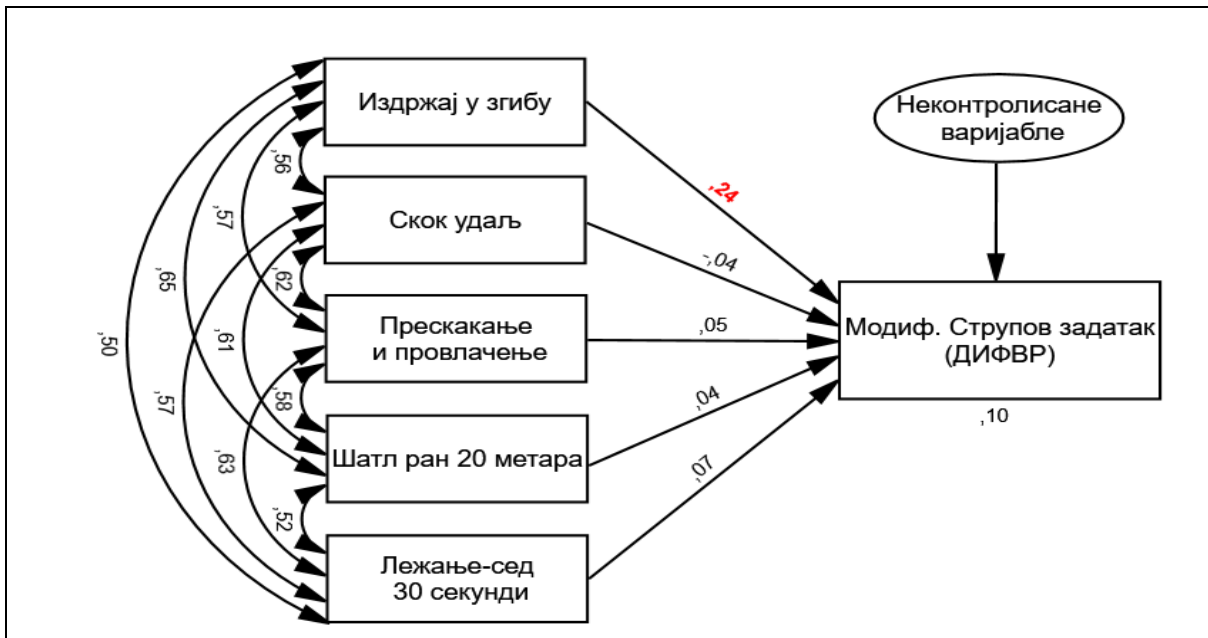 Издржај у згибу
Неконтролисане
варијабле
,24
,56
Скок удаљ
,57
-,04
,65
,62
Прескакање
и провлачење
,05
Модиф. Струпов задатак
(ДИФВР)
,50
,61
,57
,58
,04
,10
Шатл ран 20 метара
,63
,07
,52
Лежање-сед
30 секунди